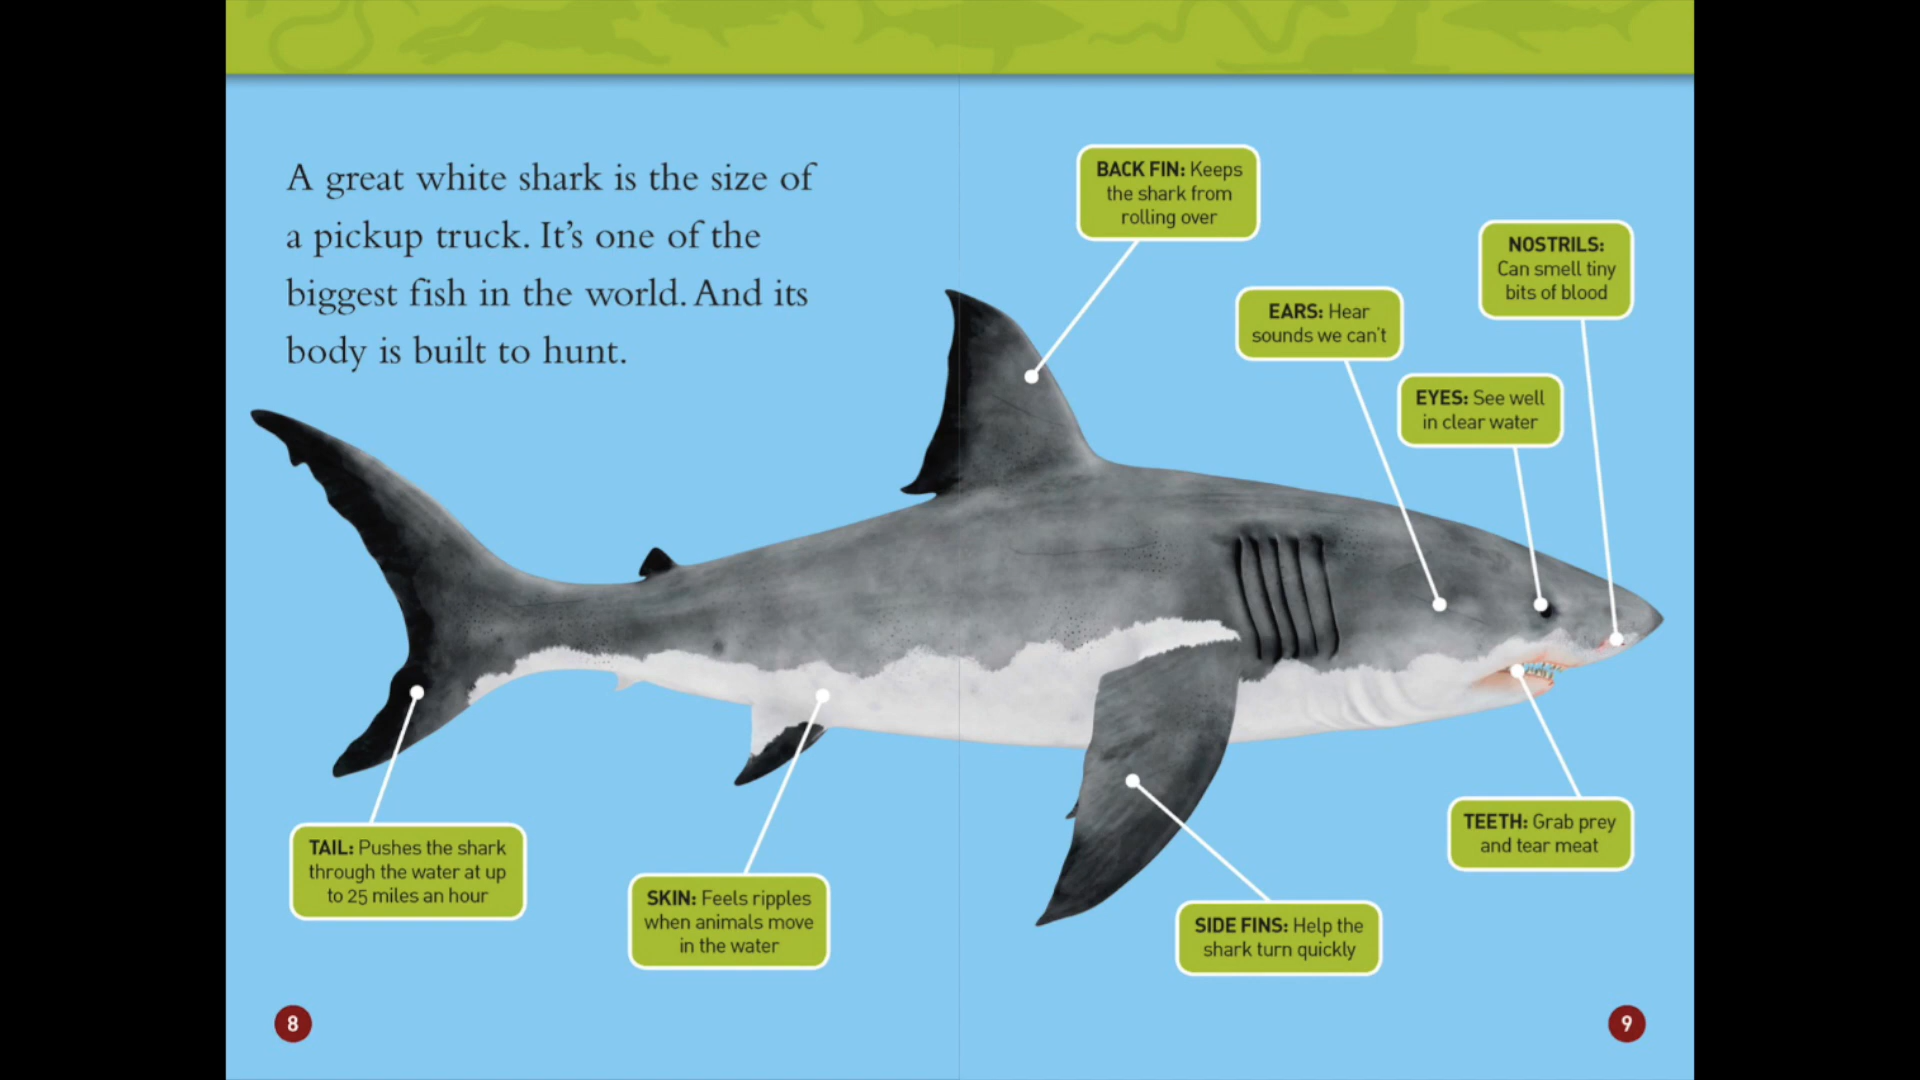 A great white shark is the size of
a pickup truck. It's one of the
biggest fish in the world. And its
body is built to hunt.
BACK FIN: Keeps
the shark from
rolling over
NOSTRILS:
Can smell tiny
bits of blood
EARS: Hear
sounds we can't
EYES: See well
in clear water
TEETH: Grab prey
and tear meat
TAIL: Pushes the shark
through the water at up
to 25 miles an hour
SKIN: Feels ripples
when animals move
in the water
SIDE FINS: Help the
shark turn quickly
8
9